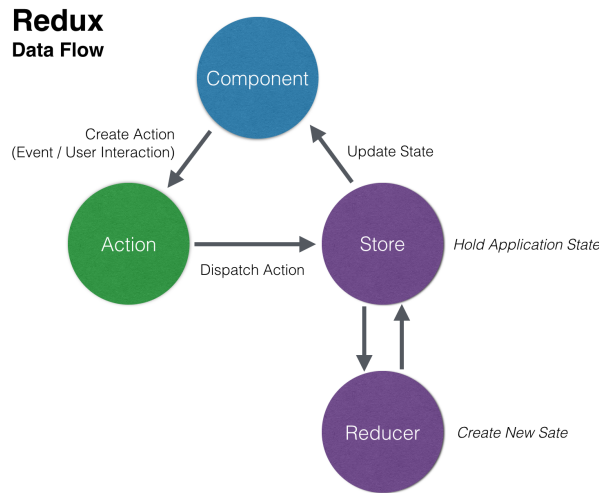 Redux
Data Flow
Component
Create Action
(Event / User Interaction)
Update State
Action
Dispatch Action
Store
Hold Application State
Reducer
Create New Sate